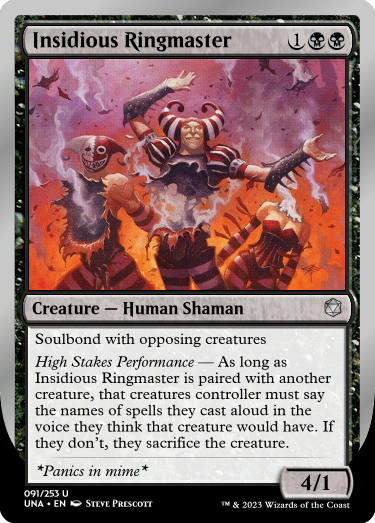 Insidious Ringmaster 1
Creature — Human Shaman
Soulbond with opposing creatures
High Stakes Performance — As long as
Insidious Ringmaster is paired with another
creature, that creatures controller must say
the names of spells they cast aloud in the
voice they think that creature would have. If
they don't, they sacrifice the creature.
*Panics in mime*
4/1
091/253 U
UNA • EN Steve Prescott
™ & 2023 Wizards of the Coast